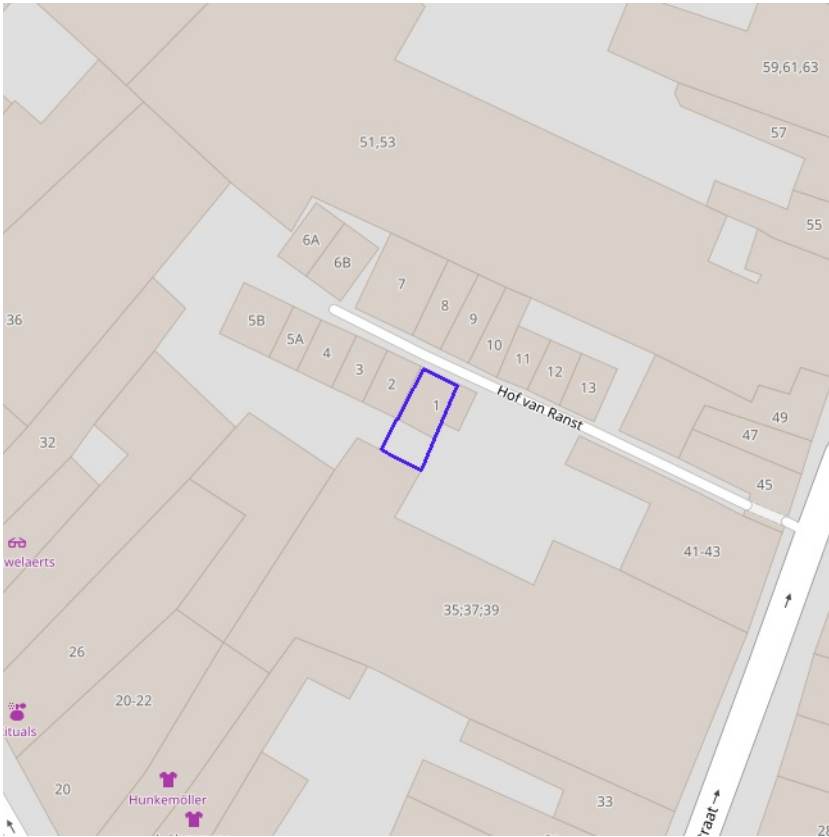 59,61,63
57
51,53
55
6A
6B
7
8
9
10
11
12
13
36
5B
5A
4
3
2
1
Hof van Ranst
49
47
45
32
41-43
welaerts
35;37;39
26
20-22
ituals
20
Hunkemöller
33
raat